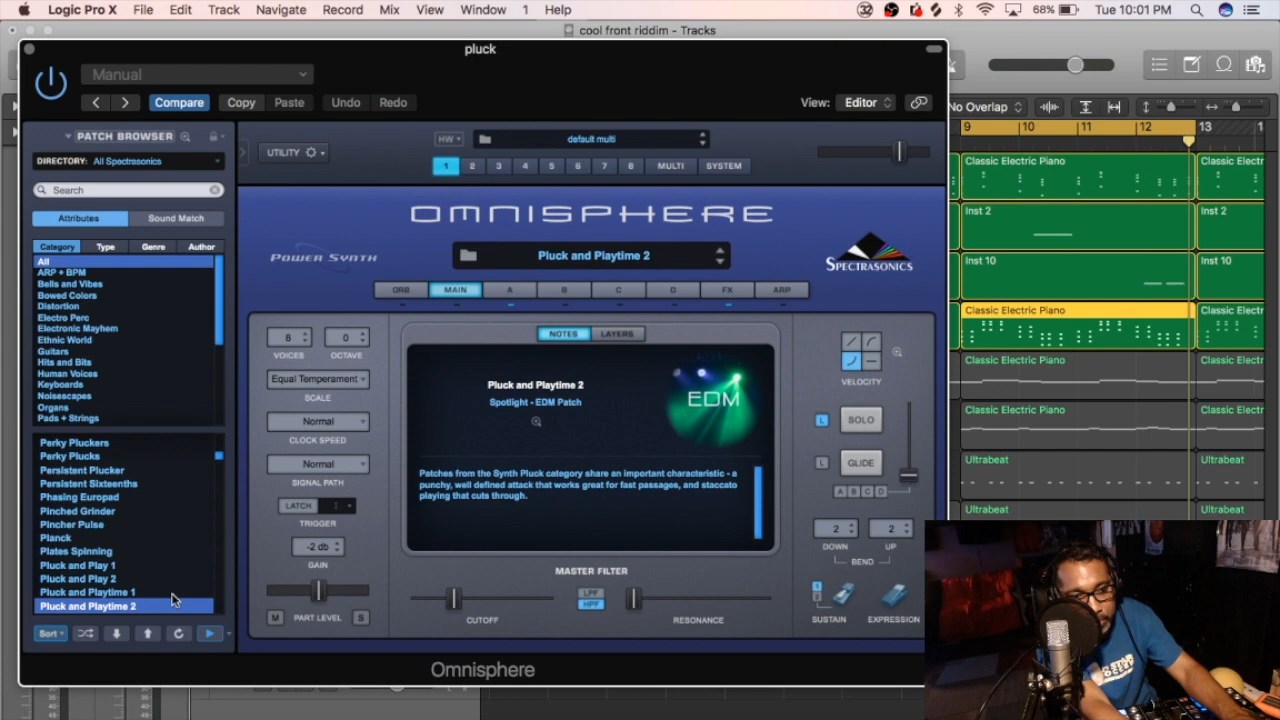 Logic Pro X File Edit Track Navigate Record Mix View Window 1 Help
68% Tue 10:01 PM
cool front riddim - Tracks
pluck
Manual
Compare Copy Paste Undo Redo View: Editor
No Overlap
9 10 11 12 13
PATCH BROWSER
HW
default multi
DIRECTORY: All Spectrasonics
UTILITY
1 2 3 4 5 6 7 8 MULTI SYSTEM
Search
Attributes Sound Match
OMNISPHERE
Category Type Genre Author
POWER SYNTH
Pluck and Playtime 2
SPECTRASONICS
All
ARP + BPM
Bells and Vibes
Bowed Colors
Distortion
Electro Perc
Electronic Mayhem
Ethnic World
Guitars
Hits and Bits
Human Voices
Keyboards
Noisescapes
Organs
Pads + Strings
ORB MAIN A B C D FX ARP
NOTES LAYERS
8 0
VOICES OCTAVE
Equal Temperament
SCALE
Normal
CLOCK SPEED
Normal
SIGNAL PATH
LATCH
TRIGGER
-2 db
GAIN
M PART LEVEL S
Pluck and Playtime 2
Spotlight - EDM Patch
EDM
Patches from the Synth Pluck category share an important characteristic - a
punchy, well defined attack that works great for fast passages, and staccato
playing that cuts through.
MASTER FILTER
LPF
HPF
CUTOFF RESONANCE
VELOCITY
L SOLO
L GLIDE
A B C D
2 2
DOWN UP
BEND
1
2
SUSTAIN EXPRESSION
Perky Pluckers
Perky Plucks
Persistent Plucker
Persistent Sixteenths
Phasing Europad
Pinched Grinder
Pincher Pulse
Planck
Plates Spinning
Pluck and Play 1
Pluck and Play 2
Pluck and Playtime 1
Pluck and Playtime 2
Sort
Omnisphere
Classic Electric Piano Classic Electr
Inst 2 Inst 2
Inst 10 Inst 10
Classic Electric Piano Classic Electr
Classic Electric Piano Classic Electr
Classic Electric Piano Classic Electr
Ultrabeat Ultrabeat
Ultrabeat Ultrabeat